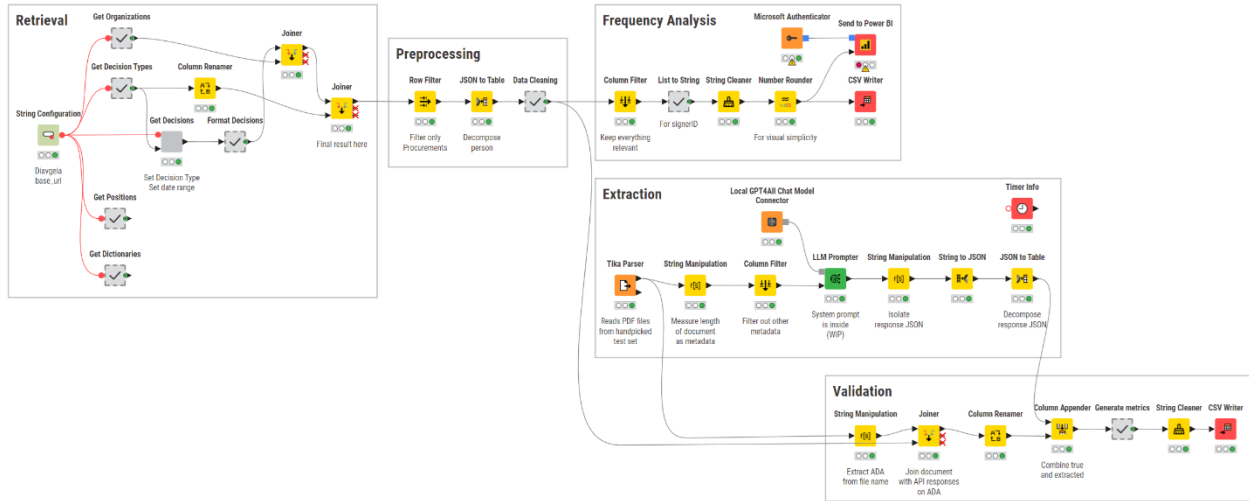 Retrieval
Get Organizations
Joiner
Get Decision Types
Column Renamer
Joiner
String Configuration
Get Decisions
Format Decisions
Final result here
Diavgeia
base_url
Set Decision Type
Set date range
Get Positions
Get Dictionaries
Preprocessing
Row Filter
JSON to Table
Data Cleaning
Filter only
Procurements
Decompose
person
Frequency Analysis
Microsoft Authenticator
Send to Power BI
Column Filter
List to String
String Cleaner
Number Rounder
CSV Writer
Keep everything
relevant
For signerID
For visual simplicity
Extraction
Local GPT4All Chat Model
Connector
Timer Info
Tika Parser
String Manipulation
Column Filter
LLM Prompter
String Manipulation
String to JSON
JSON to Table
Reads PDF files
from handpicked
test set
Measure length
of document
as metadata
Filter out other
metadata
System prompt
is inside
(WIP)
Isolate
response JSON
Decompose
response JSON
Validation
String Manipulation
Joiner
Column Renamer
Column Appender
Generate metrics
String Cleaner
CSV Writer
Extract ADA
from file name
Join document
with API responses
on ADA
Combine true
and extracted